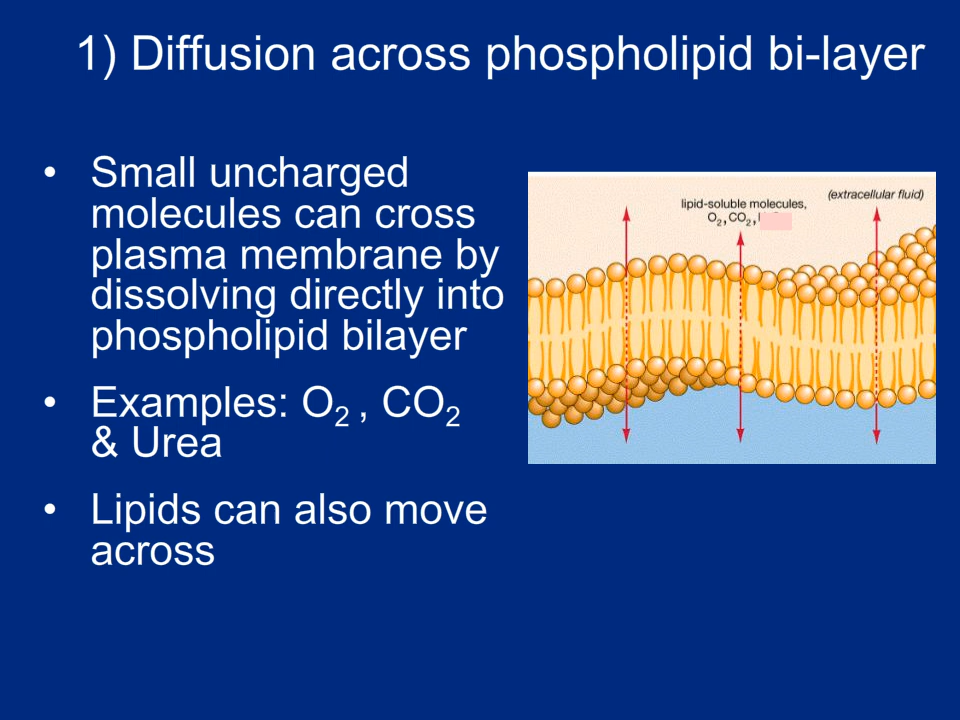 1) Diffusion across phospholipid bi-layer
• Small uncharged
molecules can cross
plasma membrane by
dissolving directly into
phospholipid bilayer
• Examples: O₂ , CO₂
& Urea
• Lipids can also move
across
(extracellular fluid)
lipid-soluble molecules,
O₂, CO₂,